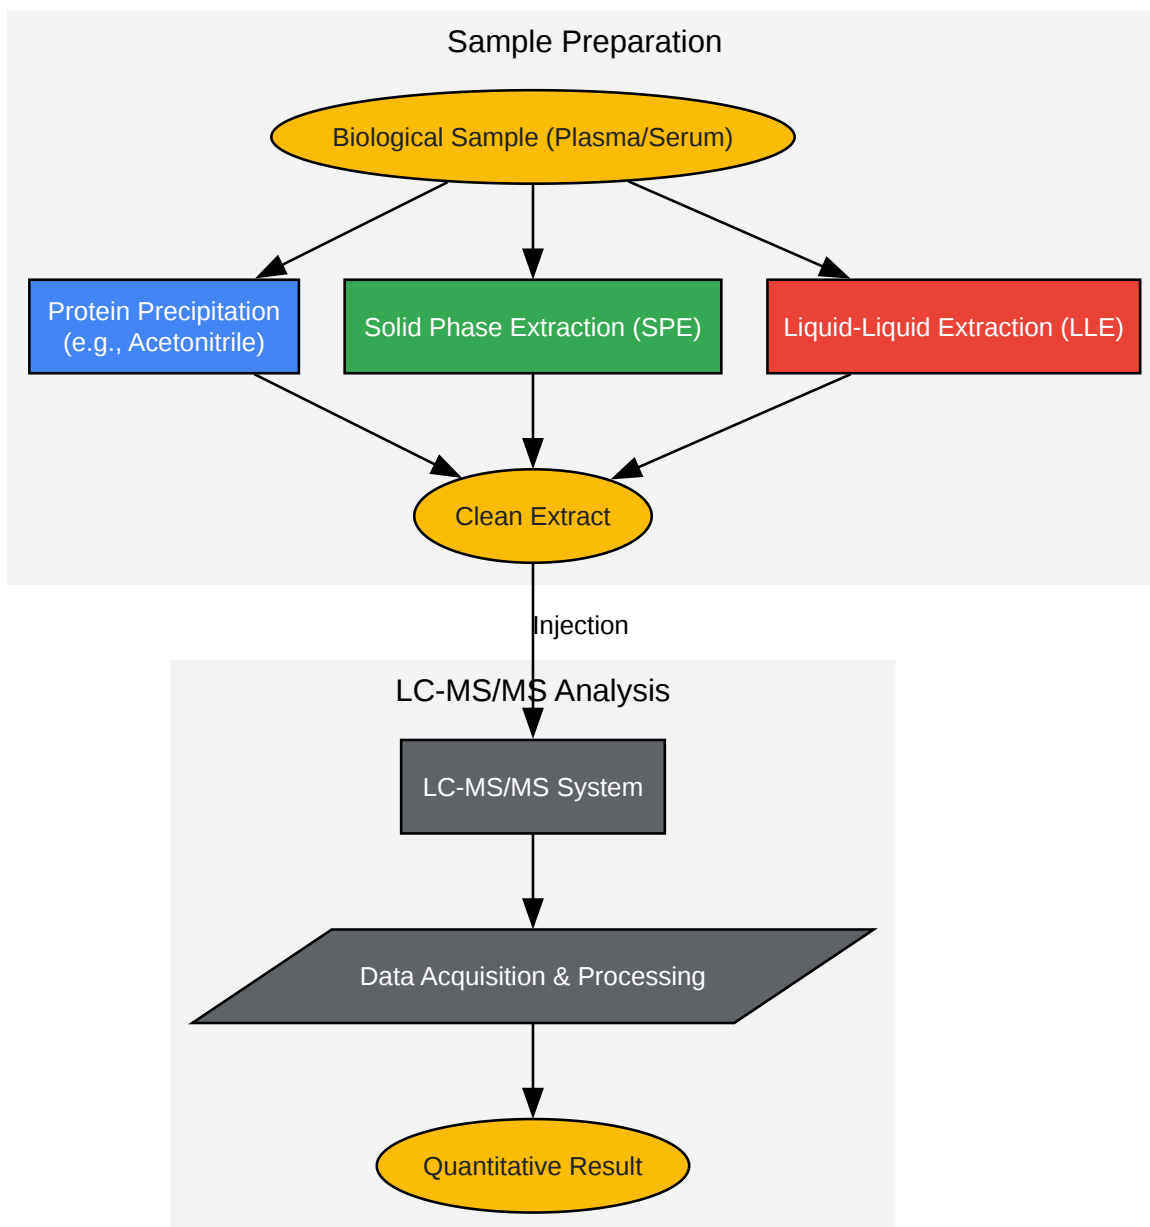 Sample Preparation
Biological Sample (Plasma/Serum)
Protein Precipitation
(e.g., Acetonitrile)
Solid Phase Extraction (SPE)
Liquid-Liquid Extraction (LLE)
Clean Extract
Injection
LC-MS/MS Analysis
LC-MS/MS System
Data Acquisition & Processing
Quantitative Result